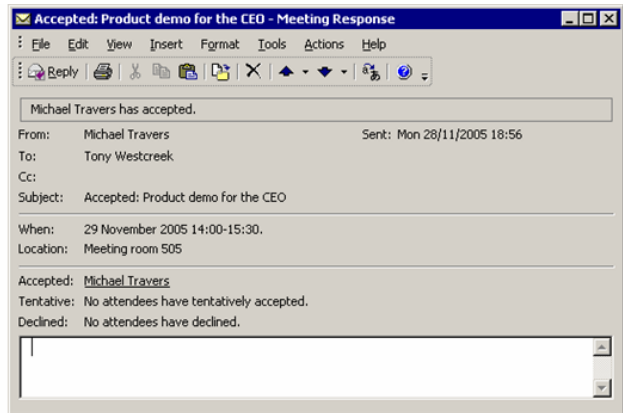 Accepted: Product demo for the CEO - Meeting Response
File Edit View Insert Format Tools Actions Help
Reply
Michael Travers has accepted.
From: Michael Travers Sent: Mon 28/11/2005 18:56
To: Tony Westcreek
Cc:
Subject: Accepted: Product demo for the CEO
When: 29 November 2005 14:00-15:30.
Location: Meeting room 505
Accepted: Michael Travers
Tentative: No attendees have tentatively accepted.
Declined: No attendees have declined.